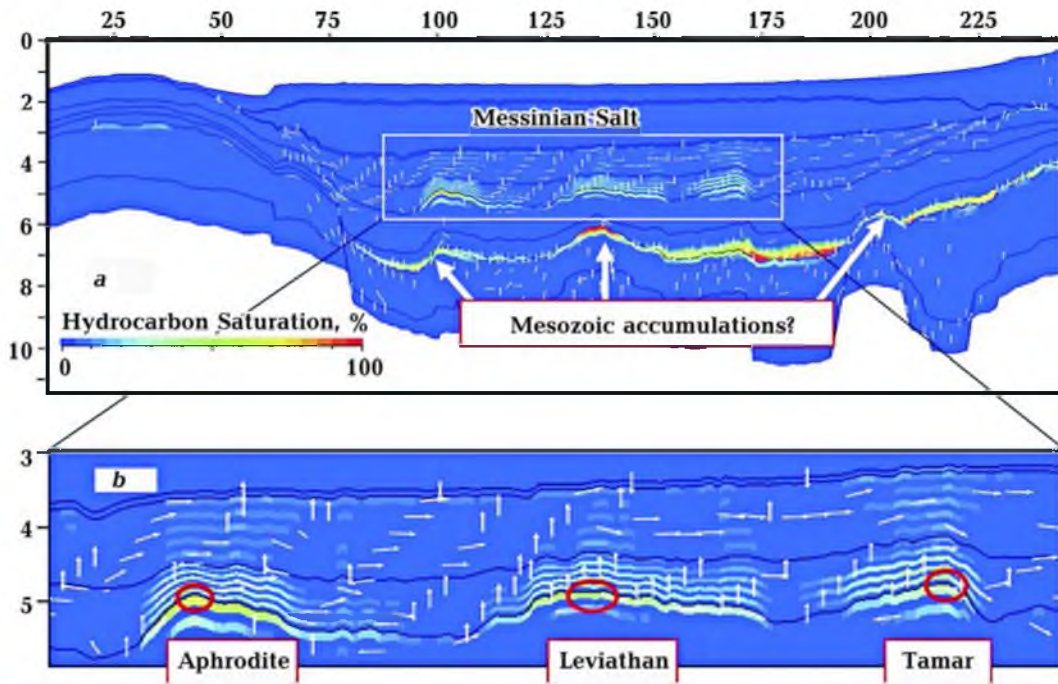 25 50 75 100 125 150 175 200 225
0
2
Messinian Salt
4
6
a
8
Hydrocarbon Saturation, %
Mesozoic accumulations?
10
0 100
3
b
4
5
Aphrodite Leviathan Tamar